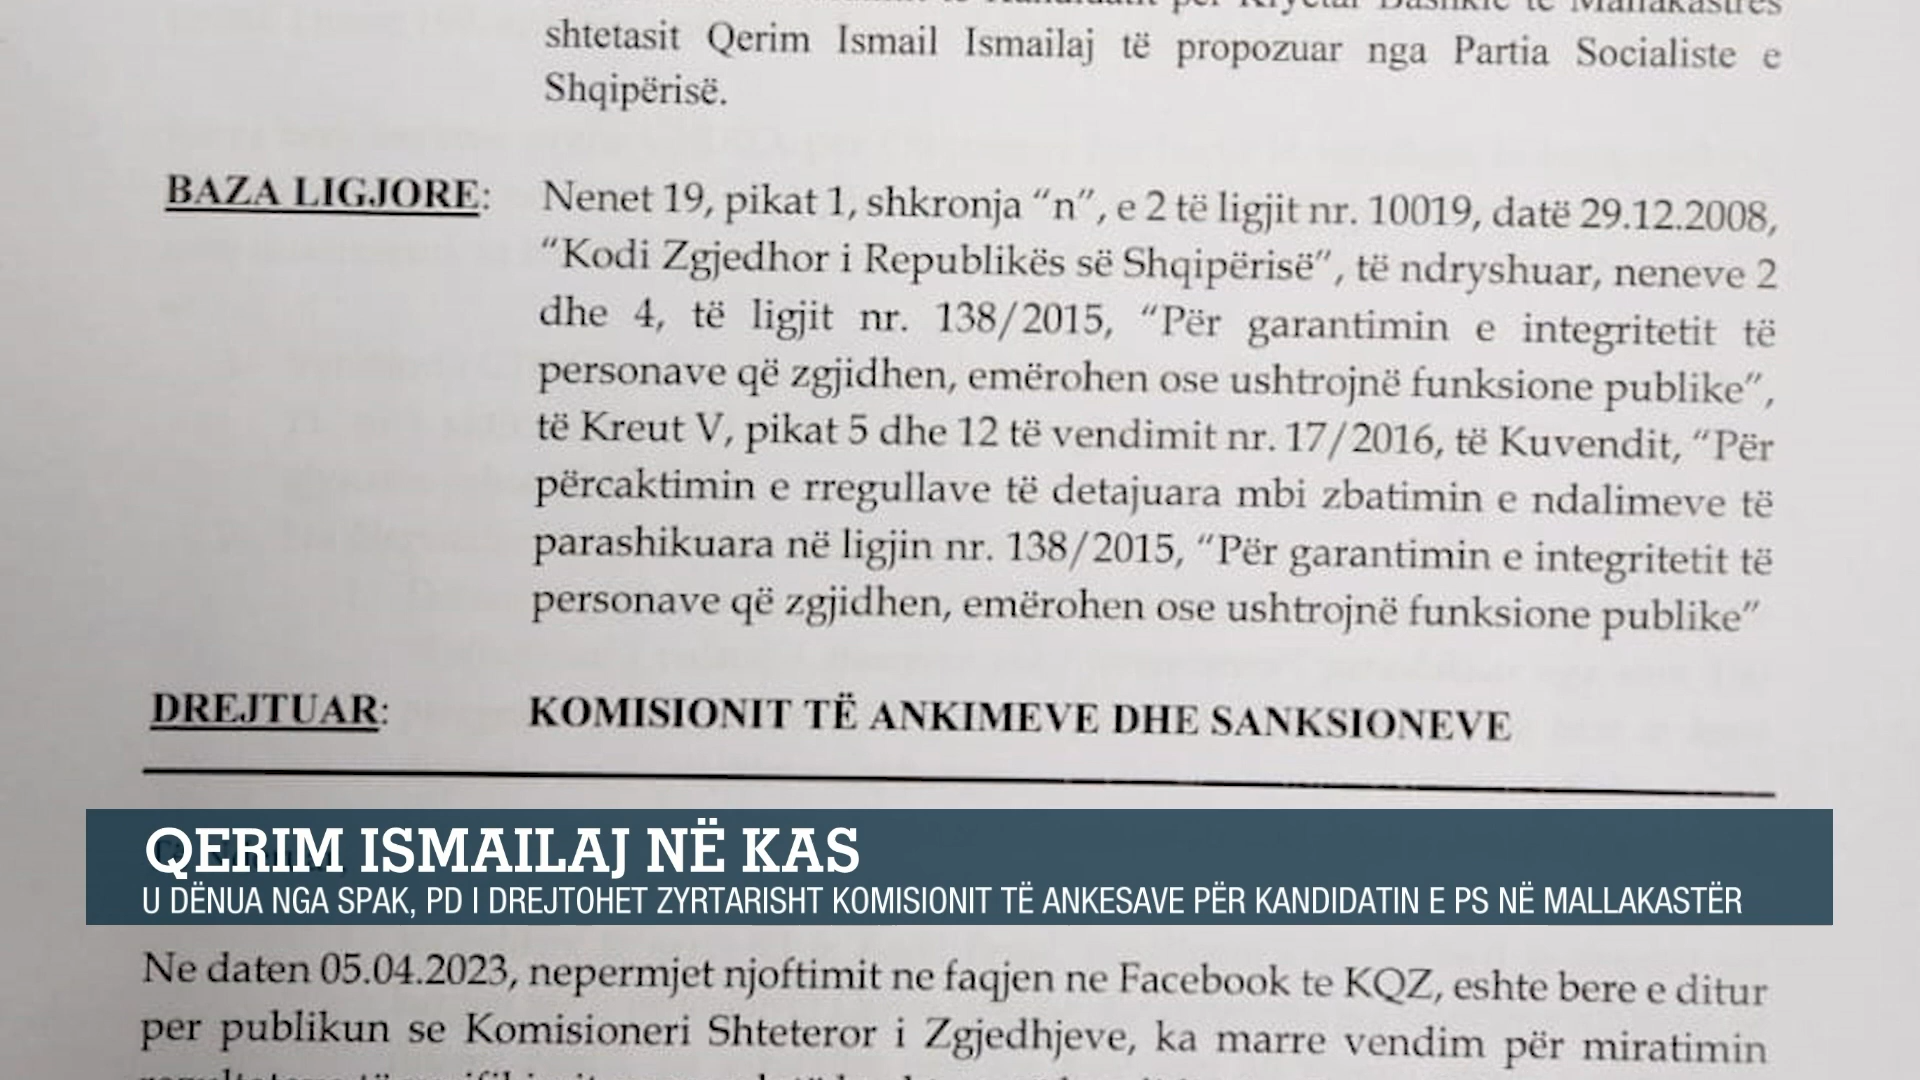 shtetasit Qerim Ismail Ismailaj të propozuar nga Partia Socialiste e
Shqipërisë.
BAZA LIGJORE: Nenet 19, pikat 1, shkronja “n”, e 2 të ligjit nr. 10019, datë 29.12.2008,
“Kodi Zgjedhor i Republikës së Shqipërisë”, të ndryshuar, neneve 2
dhe 4, të ligjit nr. 138/2015, “Për garantimin e integritetit të
personave që zgjidhen, emërohen ose ushtrojnë funksione publike”,
të Kreut V, pikat 5 dhe 12 të vendimit nr. 17/2016, të Kuvendit, “Për
përcaktimin e rregullave të detajuara mbi zbatimin e ndalimeve të
parashikuara në ligjin nr. 138/2015, “Për garantimin e integritetit të
personave që zgjidhen, emërohen ose ushtrojnë funksione publike”
DREJTUAR: KOMISIONIT TË ANKIMEVE DHE SANKSIONEVE
QERIM ISMAILAJ NË KAS
U DËNUA NGA SPAK, PD I DREJTOHET ZYRTARISHT KOMISIONIT TË ANKESAVE PËR KANDIDATIN E PS NË MALLAKASTËR
Ne daten 05.04.2023, nepermjet njoftimit ne faqjen ne Facebook te KQZ, eshte bere e ditur
per publikun se Komisioneri Shteteror i Zgjedhjeve, ka marre vendim për miratimin